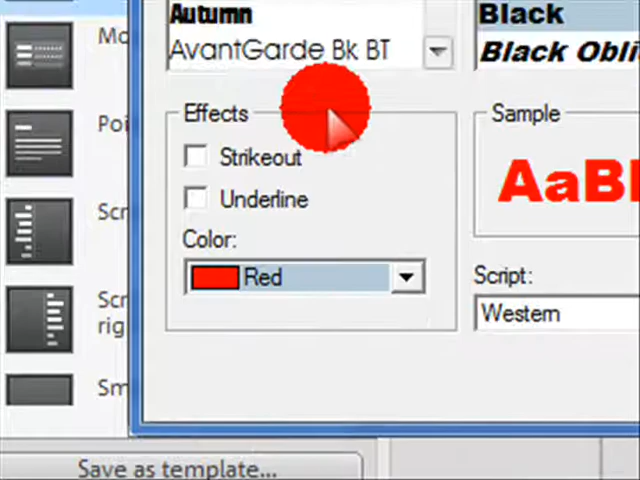 Autumn
AvantGarde Bk BT
Black
Black Obli
Mo
Poi
Scr
Scr
rig
Sm
Effects
Strikeout
Underline
Color:
Red
Sample
AaB
Script:
Western
Save as template...